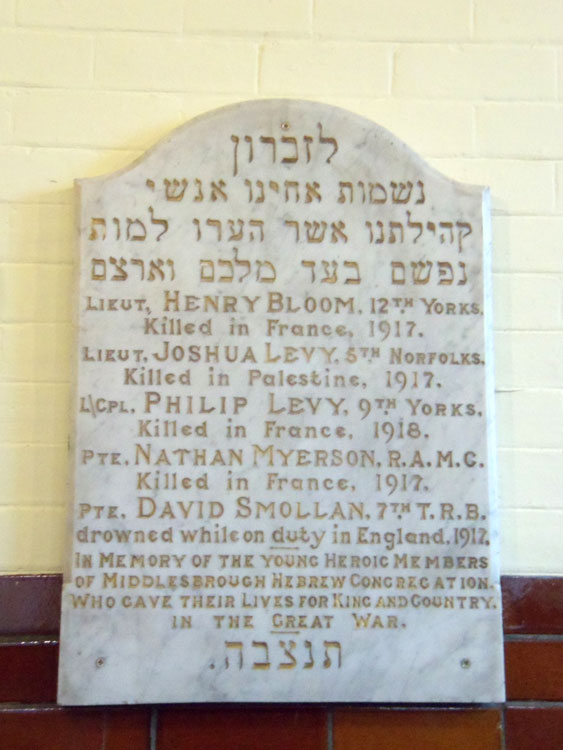 לזכרון
נשמות אחינו אנשי
קהילתנו אשר הערו למות
נפשם בעד מלכם וארצם
LIEUT, HENRY BLOOM, 12TH YORKS.
Killed in France, 1917.
LIEUT, JOSHUA LEVY, 5TH NORFOLKS.
Killed in Palestine, 1917.
L\CPL, PHILIP LEVY, 9TH YORKS.
Killed in France, 1918.
PTE, NATHAN MYERSON, R.A.M.C.
Killed in France, 1917.
PTE, DAVID SMOLLAN, 7TH T.R.B.
drowned while on duty in England, 1917.
IN MEMORY OF THE YOUNG HEROIC MEMBERS
OF MIDDLESBROUGH HEBREW CONGREGATION.
WHO GAVE THEIR LIVES FOR KING AND COUNTRY.
IN THE GREAT WAR.
תנצבה.